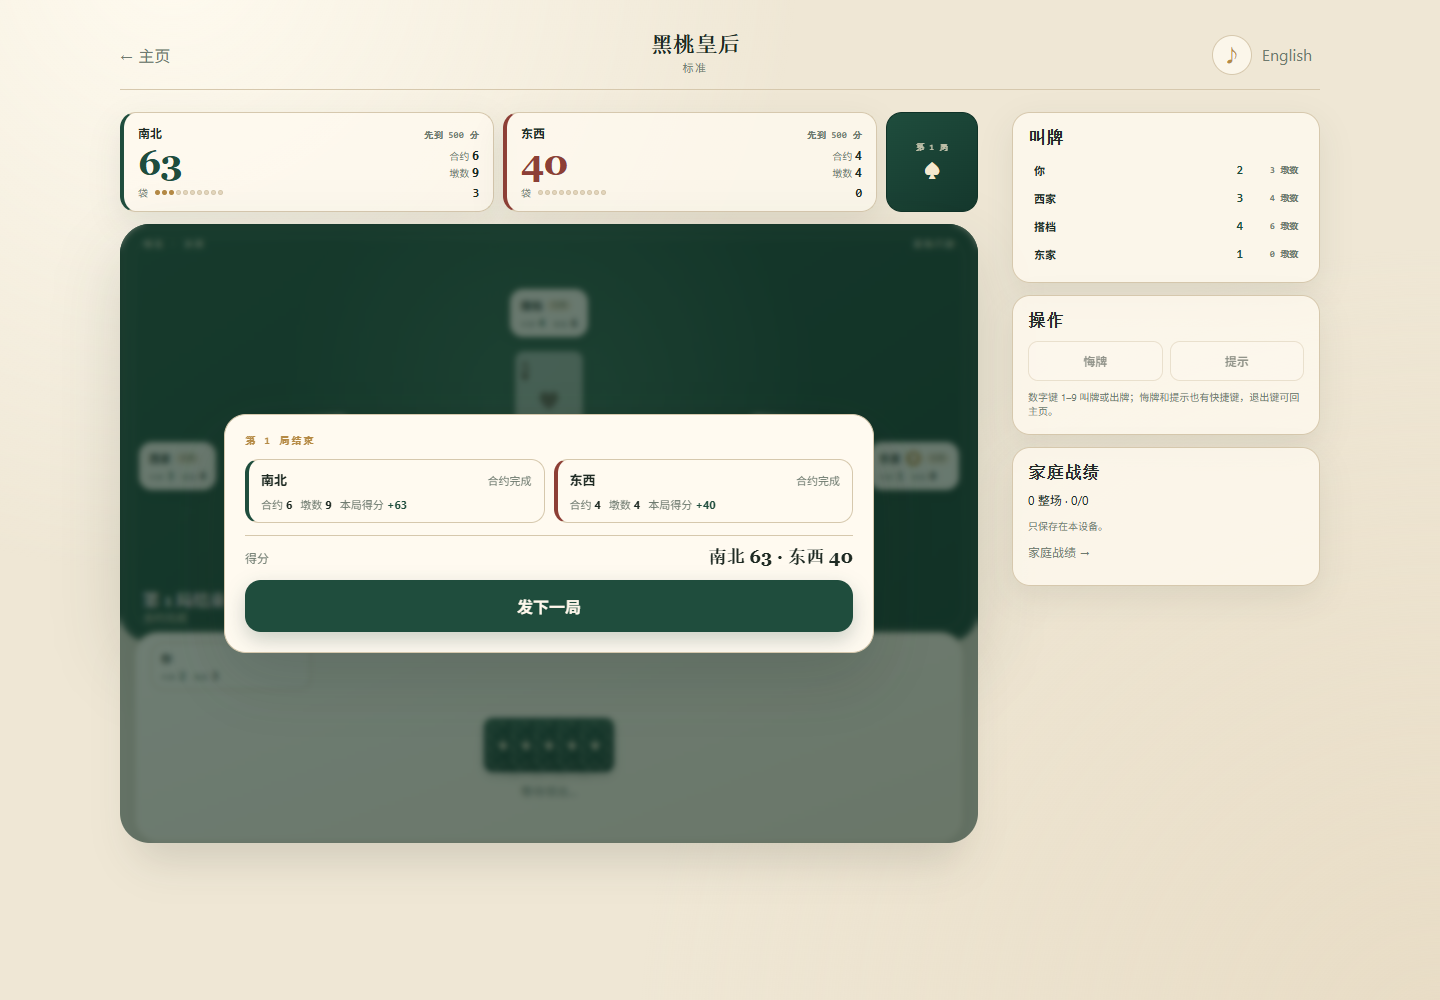 ← 主页
黑桃皇后
标准
♪
English
南北
先到 500 分
63
合约 6
墩数 9
袋
3
东西
先到 500 分
40
合约 4
墩数 4
袋
0
第 1 局
♠
第 1 局结束
南北
合约完成
合约 6 墩数 9 本局得分 +63
东西
合约完成
合约 4 墩数 4 本局得分 +40
得分
南北 63 · 东西 40
发下一局
叫牌
你 2 3 墩数
西家 3 4 墩数
搭档 4 6 墩数
东家 1 0 墩数
操作
悔牌
提示
数字键 1–9 叫牌或出牌；悔牌和提示也有快捷键，退出键可回
主页。
家庭战绩
0 整场 · 0/0
只保存在本设备。
家庭战绩 →